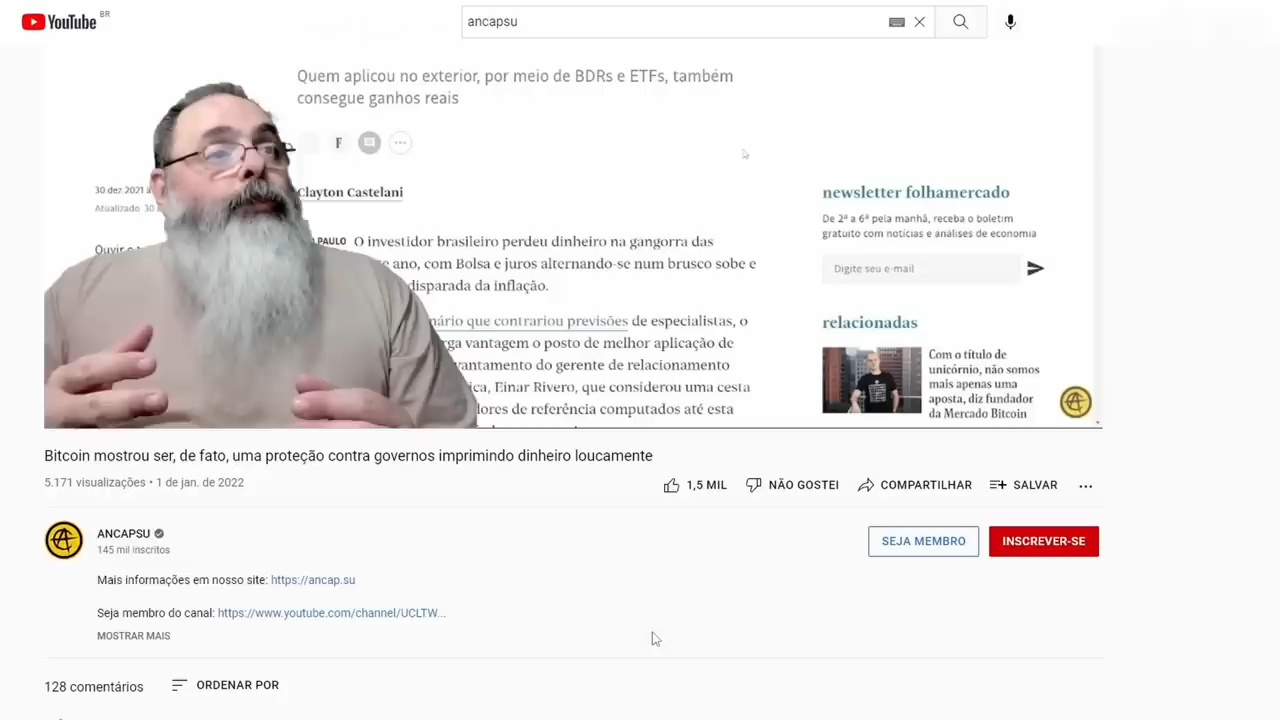 YouTube BR
ancapsu
Quem aplicou no exterior, por meio de BDRs e ETFs, também
consegue ganhos reais
F
30 dez.2021 à
Atualizado 30
Clayton Castelani
newsletter folhamercado
De 2ª a 6ª pela manhã, receba o boletim
gratuito com notícias e análises de economia
Digite seu e-mail
Ouvir o
PAULO O investidor brasileiro perdeu dinheiro na gangorra das
e ano, com Bolsa e juros alternando-se num brusco sobe e
disparada da inflação.
nário que contrariou previsões de especialistas, o
rga vantagem o posto de melhor aplicação de
vantamento do gerente de relacionamento
ica, Einar Rivero, que considerou uma cesta
dores de referência computados até esta
relacionadas
Com o título de
unicórnio, não somos
mais apenas uma
aposta, diz fundador
da Mercado Bitcoin
Bitcoin mostrou ser, de fato, uma proteção contra governos imprimindo dinheiro loucamente
5.171 visualizações • 1 de jan. de 2022
1,5 MIL NÃO GOSTEI COMPARTILHAR SALVAR
ANCAPSU
145 mil inscritos
SEJA MEMBRO INSCREVER-SE
Mais informações em nosso site: https://ancap.su
Seja membro do canal: https://www.youtube.com/channel/UCLTW...
MOSTRAR MAIS
128 comentários ORDENAR POR